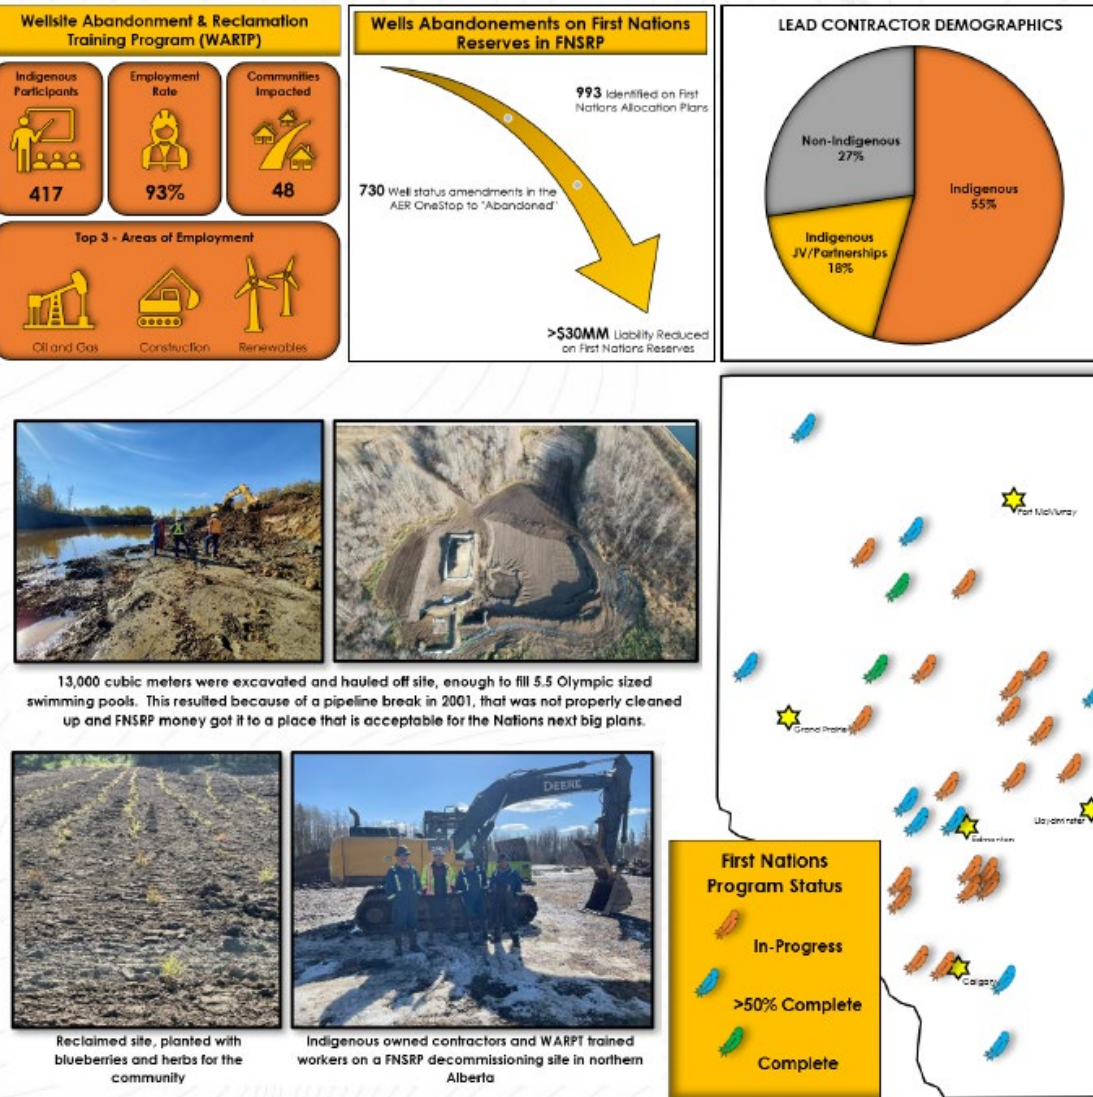 Wellsite Abandonment & Reclamation
Training Program (WARTP)
Indigenous
Participants
417
Employment
Rate
93%
Communities
Impacted
48
Top 3 - Areas of Employment
Oil and Gas
Construction
Renewables
Wells Abandonements on First Nations
Reserves in FNSRP
993 Identified on First
Nations Allocation Plans
730 Well status amendments in the
AER OneStop to "Abandoned"
>$30MM Liability Reduced
on First Nations Reserves
LEAD CONTRACTOR DEMOGRAPHICS
Non-Indigenous
27%
Indigenous
55%
Indigenous
JV/Partnerships
18%
13,000 cubic meters were excavated and hauled off site, enough to fill 5.5 Olympic sized
swimming pools. This resulted because of a pipeline break in 2001, that was not properly cleaned
up and FNSRP money got it to a place that is acceptable for the Nations next big plans.
DEERE
Reclaimed site, planted with
blueberries and herbs for the
community
Indigenous owned contractors and WARPT trained
workers on a FNSRP decommissioning site in northern
Alberta
Fort McMurray
Grand Prairie
Lloydminster
Edmonton
Calgary
First Nations
Program Status
In-Progress
>50% Complete
Complete